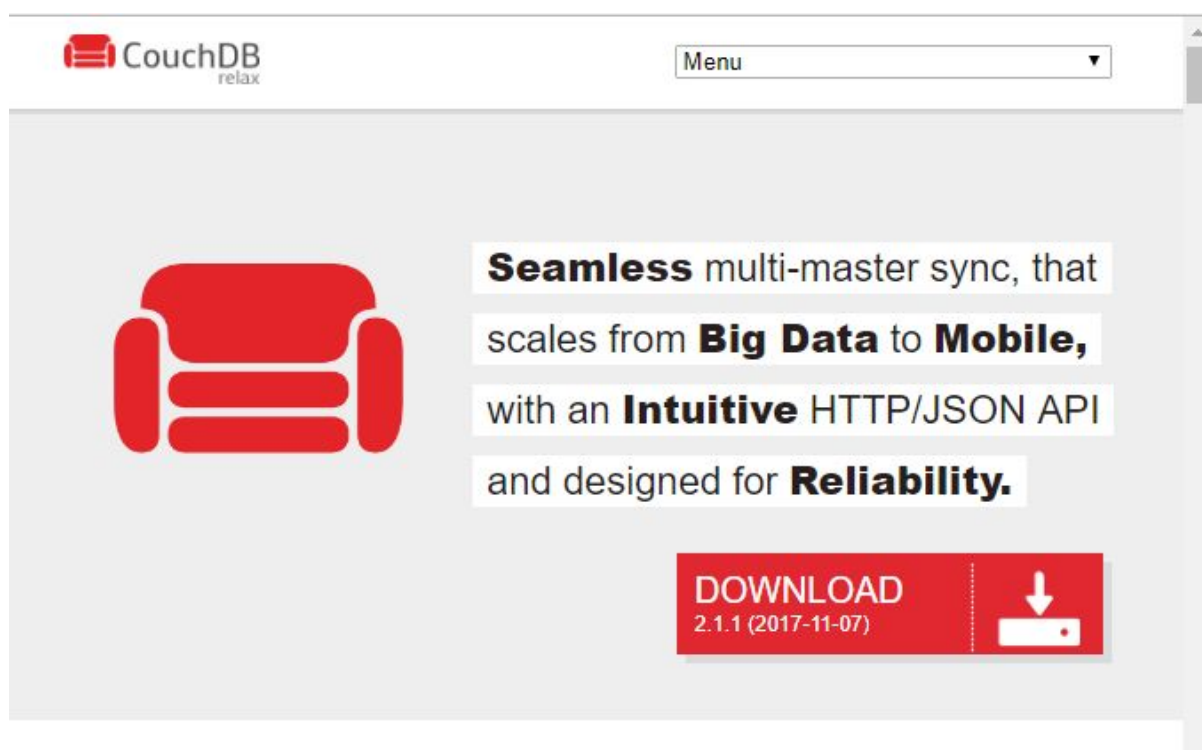 CouchDB
relax
Menu
Seamless multi-master sync, that
scales from Big Data to Mobile,
with an Intuitive HTTP/JSON API
and designed for Reliability.
DOWNLOAD
2.1.1 (2017-11-07)